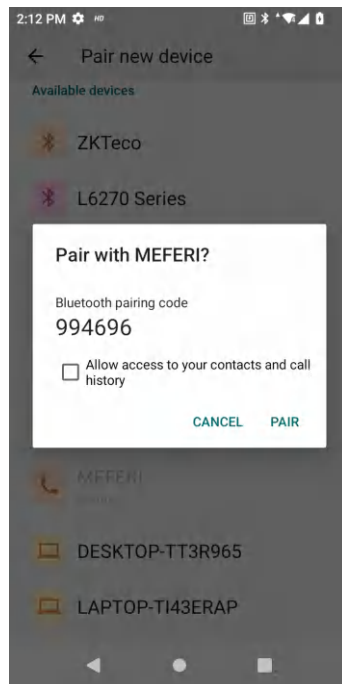 2:12 PM HD
Pair new device
Available devices
ZKTeco
L6270 Series
Pair with MEFERI?
Bluetooth pairing code
994696
Allow access to your contacts and call
history
CANCEL PAIR
MEFERI
DESKTOP-TT3R965
LAPTOP-TI43ERAP